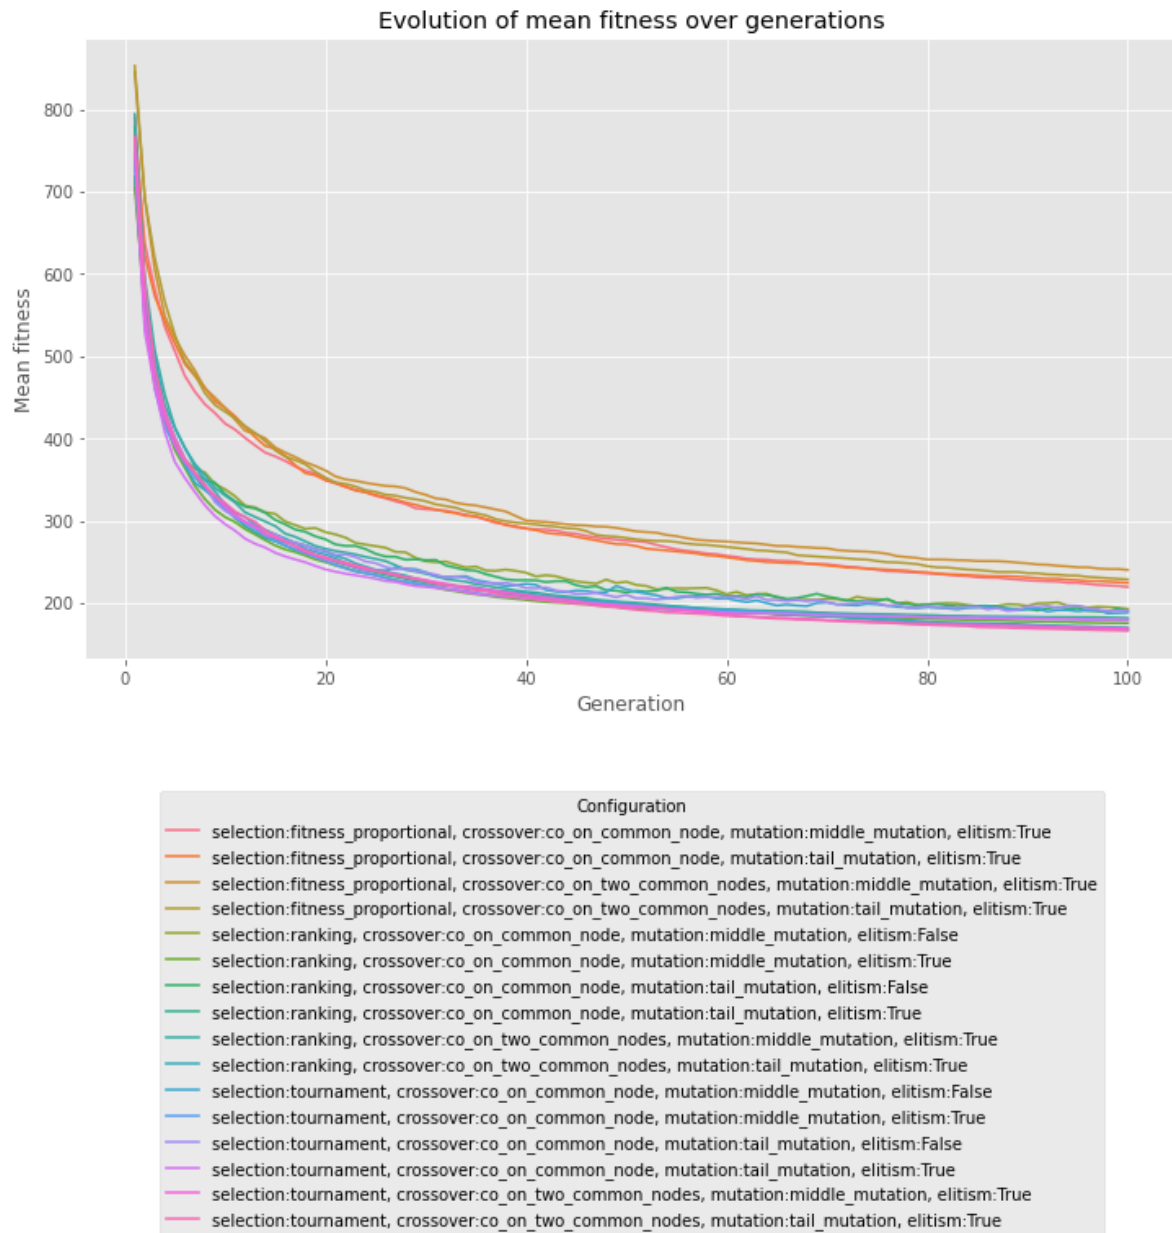 Evolution of mean fitness over generations
800
700
600
500
400
300
200
Mean fitness
0 20 40 60 80 100
Generation
Configuration
selection:fitness_proportional, crossover:co_on_common_node, mutation:middle_mutation, elitism:True
selection:fitness_proportional, crossover:co_on_common_node, mutation:tail_mutation, elitism:True
selection:fitness_proportional, crossover:co_on_two_common_nodes, mutation:middle_mutation, elitism:True
selection:fitness_proportional, crossover:co_on_two_common_nodes, mutation:tail_mutation, elitism:True
selection:ranking, crossover:co_on_common_node, mutation:middle_mutation, elitism:False
selection:ranking, crossover:co_on_common_node, mutation:middle_mutation, elitism:True
selection:ranking, crossover:co_on_common_node, mutation:tail_mutation, elitism:False
selection:ranking, crossover:co_on_common_node, mutation:tail_mutation, elitism:True
selection:ranking, crossover:co_on_two_common_nodes, mutation:middle_mutation, elitism:True
selection:ranking, crossover:co_on_two_common_nodes, mutation:tail_mutation, elitism:True
selection:tournament, crossover:co_on_common_node, mutation:middle_mutation, elitism:False
selection:tournament, crossover:co_on_common_node, mutation:middle_mutation, elitism:True
selection:tournament, crossover:co_on_common_node, mutation:tail_mutation, elitism:False
selection:tournament, crossover:co_on_common_node, mutation:tail_mutation, elitism:True
selection:tournament, crossover:co_on_two_common_nodes, mutation:middle_mutation, elitism:True
selection:tournament, crossover:co_on_two_common_nodes, mutation:tail_mutation, elitism:True